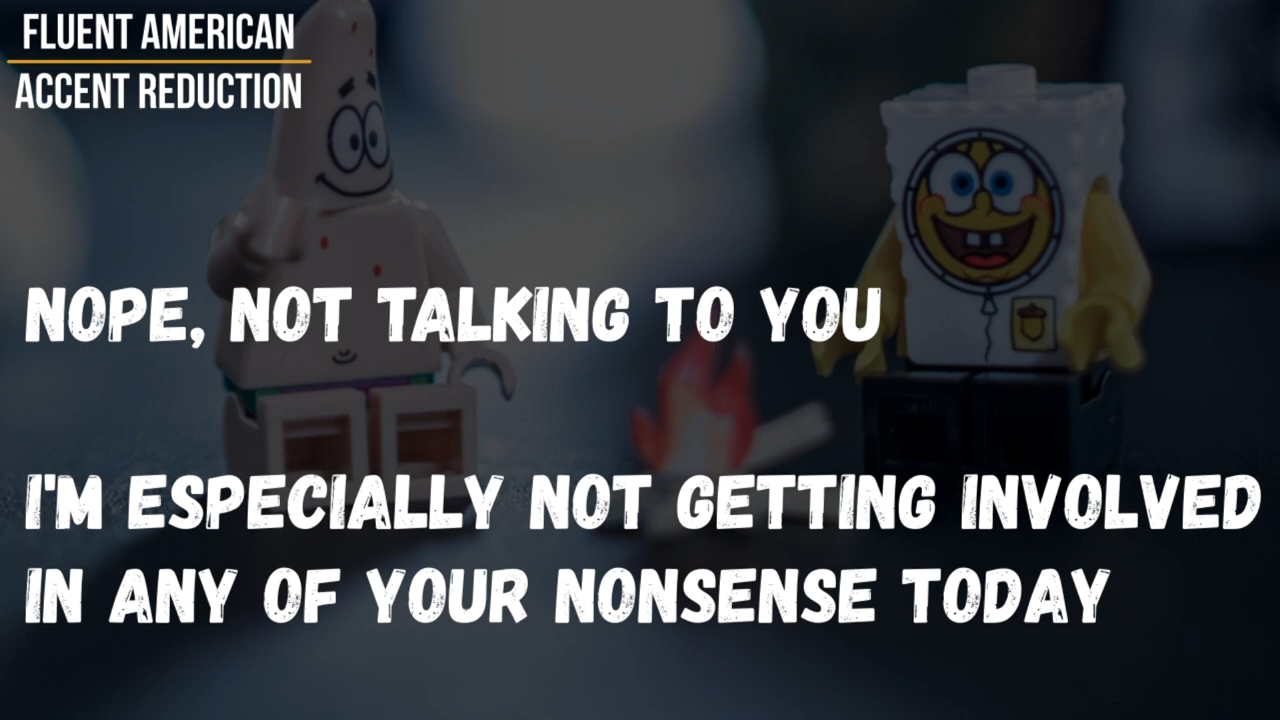 FLUENT AMERICAN
ACCENT REDUCTION
NOPE, NOT TALKING TO YOU
I'M ESPECIALLY NOT GETTING INVOLVED
IN ANY OF YOUR NONSENSE TODAY